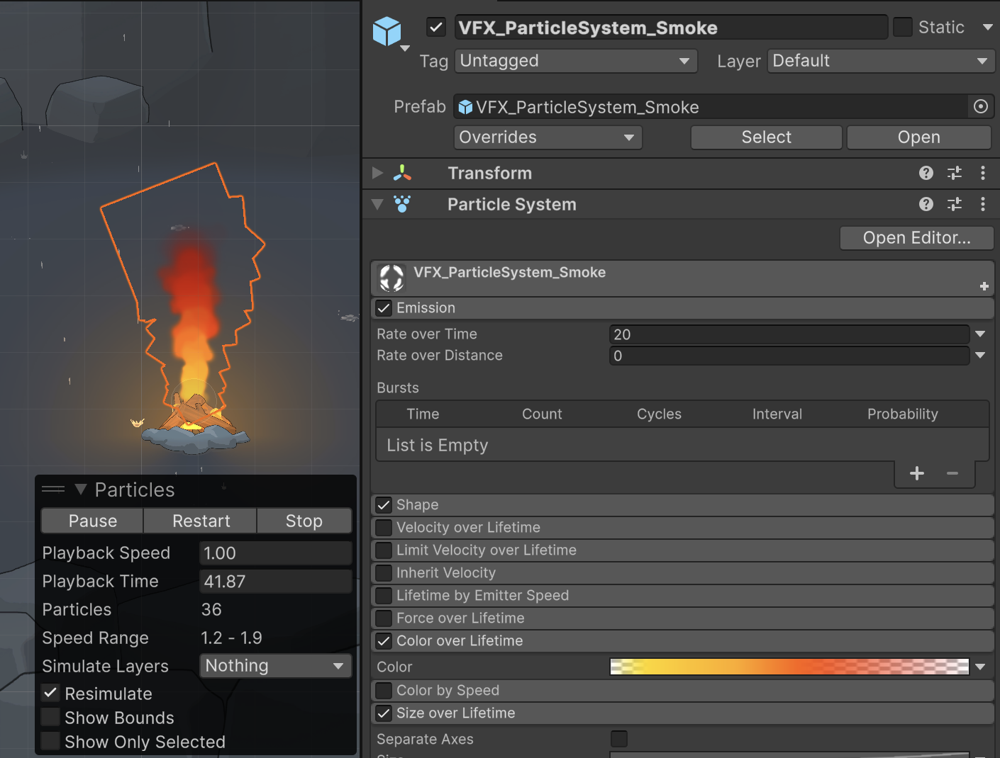 VFX_ParticleSystem_Smoke
Static
Tag
Untagged
Layer
Default
Prefab
VFX_ParticleSystem_Smoke
Overrides
Select
Open
Transform
Particle System
Open Editor...
VFX_ParticleSystem_Smoke
Emission
Rate over Time
20
Rate over Distance
0
Bursts
Time
Count
Cycles
Interval
Probability
List is Empty
Shape
Velocity over Lifetime
Limit Velocity over Lifetime
Inherit Velocity
Lifetime by Emitter Speed
Force over Lifetime
Color over Lifetime
Color
Color by Speed
Size over Lifetime
Separate Axes
Particles
Pause
Restart
Stop
Playback Speed
1.00
Playback Time
41.87
Particles
36
Speed Range
1.2 - 1.9
Simulate Layers
Nothing
Resimulate
Show Bounds
Show Only Selected